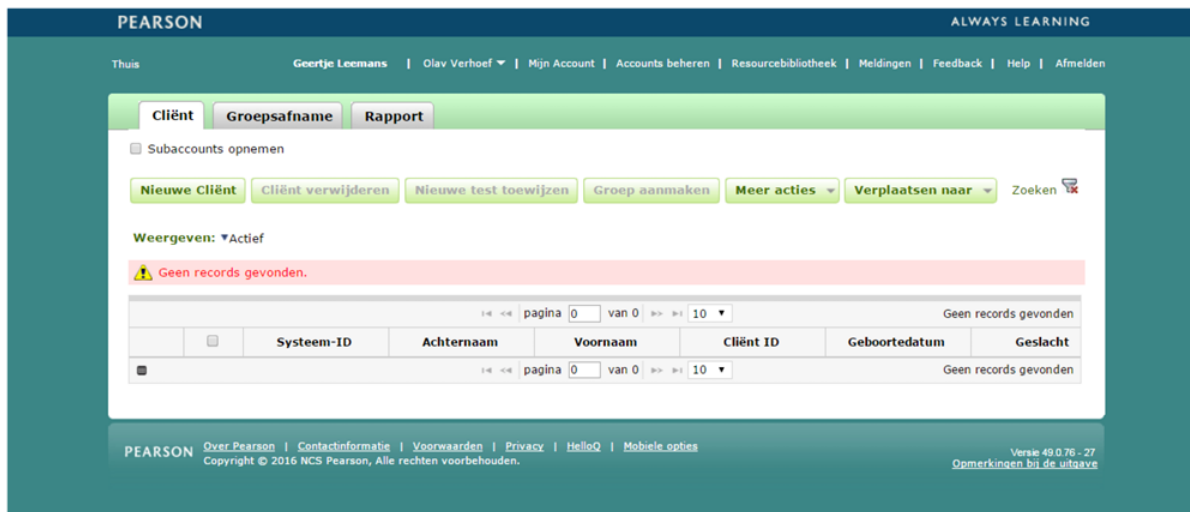 PEARSON ALWAYS LEARNING
Thuis Geertje Leemans | Olav Verhoef | Mijn Account | Accounts beheren | Resourcebibliotheek | Meldingen | Feedback | Help | Afmelden
Cliënt Groepsafname Rapport
Subaccounts opnemen
Nieuwe Cliënt Cliënt verwijderen Nieuwe test toewijzen Groep aanmaken Meer acties Verplaatsen naar Zoeken
Weergeven: Actief
Geen records gevonden.
pagina 0 van 0 10 Geen records gevonden
Systeem-ID Achternaam Voornaam Cliënt ID Geboortedatum Geslacht
pagina 0 van 0 10 Geen records gevonden
PEARSON Over Pearson | Contactinformatie | Voorwaarden | Privacy | HelloQ | Mobiele opties
Copyright © 2016 NCS Pearson, Alle rechten voorbehouden.
Versie 49.0.76 - 27
Opmerkingen bij de uitgave